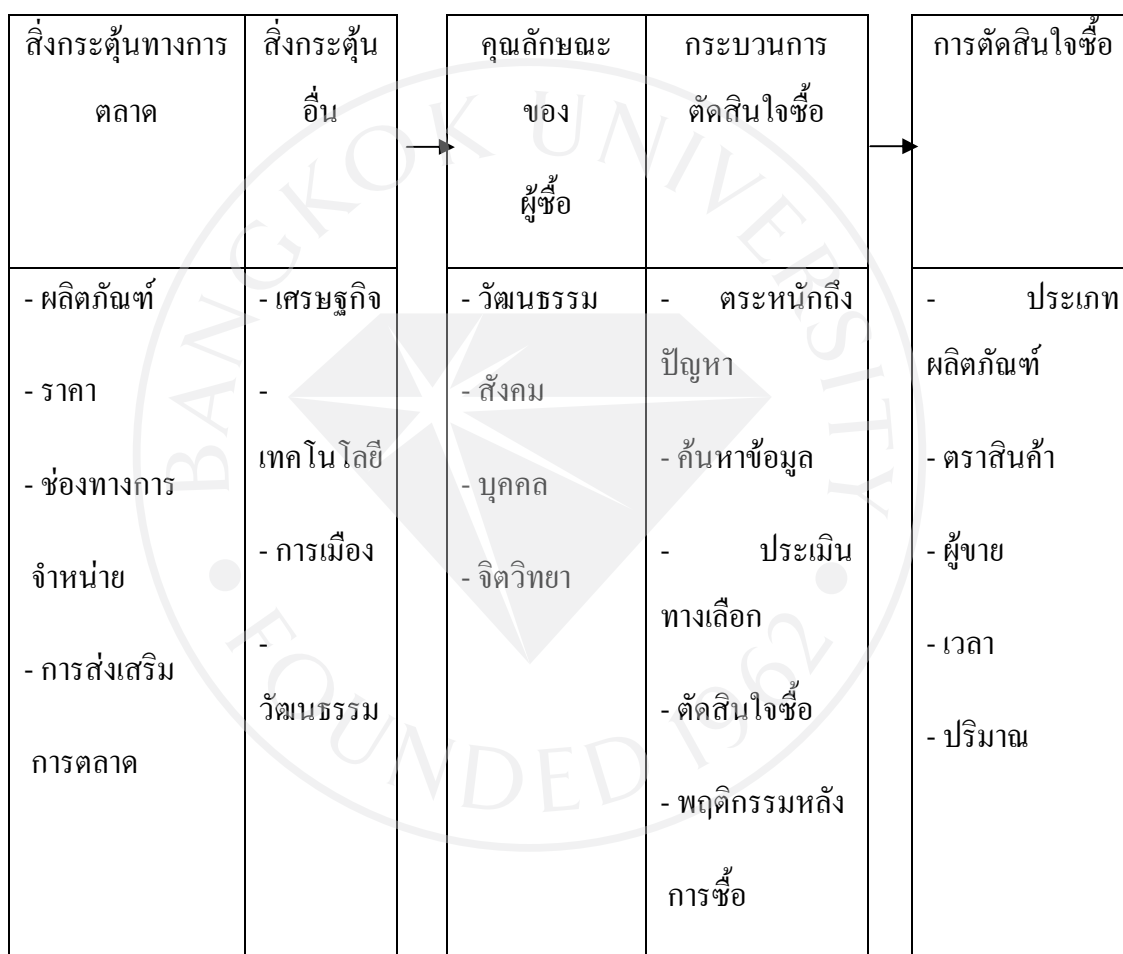 สิ่งกระตุ้นทางการ
ตลาด
สิ่งกระตุ้น
อื่น
คุณลักษณะ
ของ
ผู้ซื้อ
กระบวนการ
ตัดสินใจซื้อ
การตัดสินใจซื้อ
- ผลิตภัณฑ์
- ราคา
- ช่องทางการ
จำหน่าย
- การส่งเสริม
การตลาด
- เศรษฐกิจ
-
เทคโนโลยี
- การเมือง
-
วัฒนธรรม
- วัฒนธรรม
- สังคม
- บุคคล
- จิตวิทยา
- ตระหนักถึง
ปัญหา
- ค้นหาข้อมูล
- ประเมิน
ทางเลือก
- ตัดสินใจซื้อ
- พฤติกรรมหลัง
การซื้อ
- ประเภท
ผลิตภัณฑ์
- ตราสินค้า
- ผู้ขาย
- เวลา
- ปริมาณ
BANGKOK UNIVERSITY
FOUNDED 1962